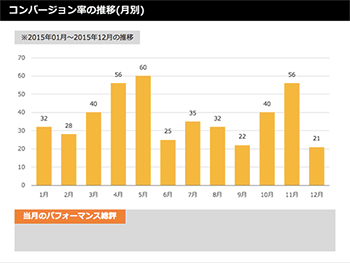 コンバージョン率の推移(月別)
※2015年01月～2015年12月の推移
70
60
50
40
30
20
10
0
32 28 40 56 60 25 35 32 22 40 56 21
1月 2月 3月 4月 5月 6月 7月 8月 9月 10月 11月 12月
当月のパフォーマンス総評